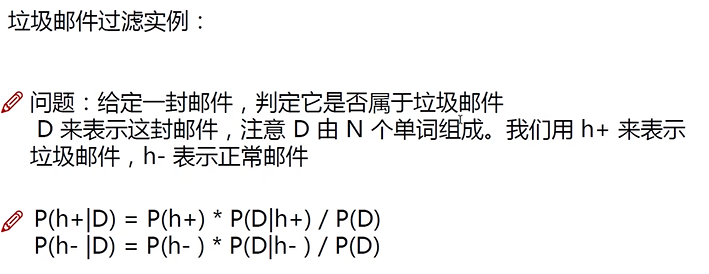 垃圾邮件过滤实例：
问题：给定一封邮件，判定它是否属于垃圾邮件
D 来表示这封邮件，注意 D 由 N 个单词组成。我们用 h+ 来表示
垃圾邮件，h- 表示正常邮件
P(h+|D) = P(h+) * P(D|h+) / P(D)
P(h- |D) = P(h- ) * P(D|h- ) / P(D)